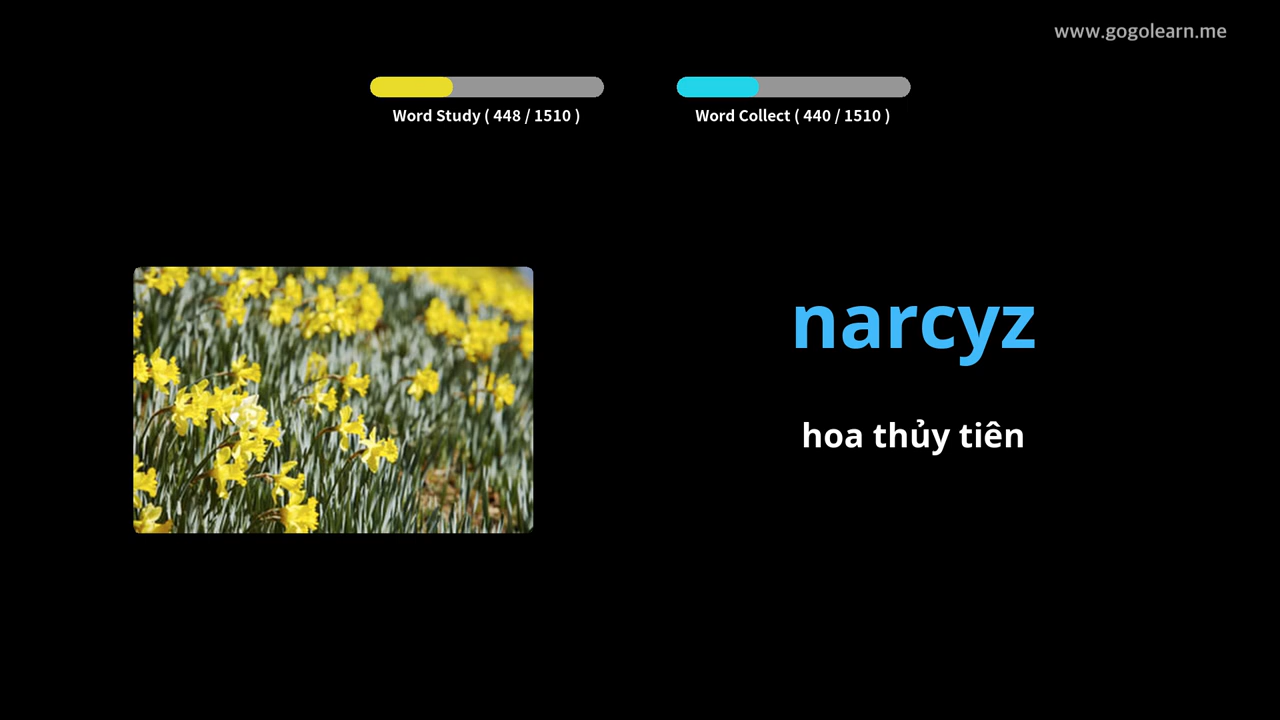 www.gogolearn.me
Word Study ( 448 / 1510 )
Word Collect ( 440 / 1510 )
narcyz
hoa thủy tiên